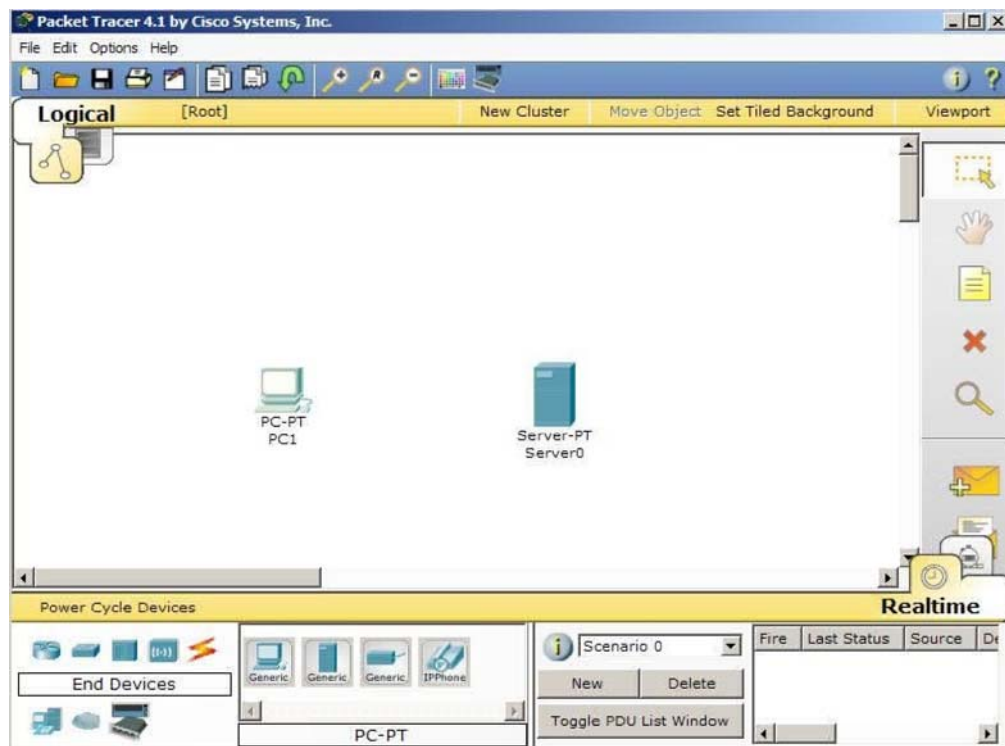 Packet Tracer 4.1 by Cisco Systems, Inc.
File Edit Options Help
Logical [Root] New Cluster Move Object Set Tiled Background Viewport
PC-PT
PC1
Server-PT
Server0
Power Cycle Devices Realtime
End Devices
Generic Generic Generic IPPhone
PC-PT
Scenario 0
New Delete
Toggle PDU List Window
Fire Last Status Source De